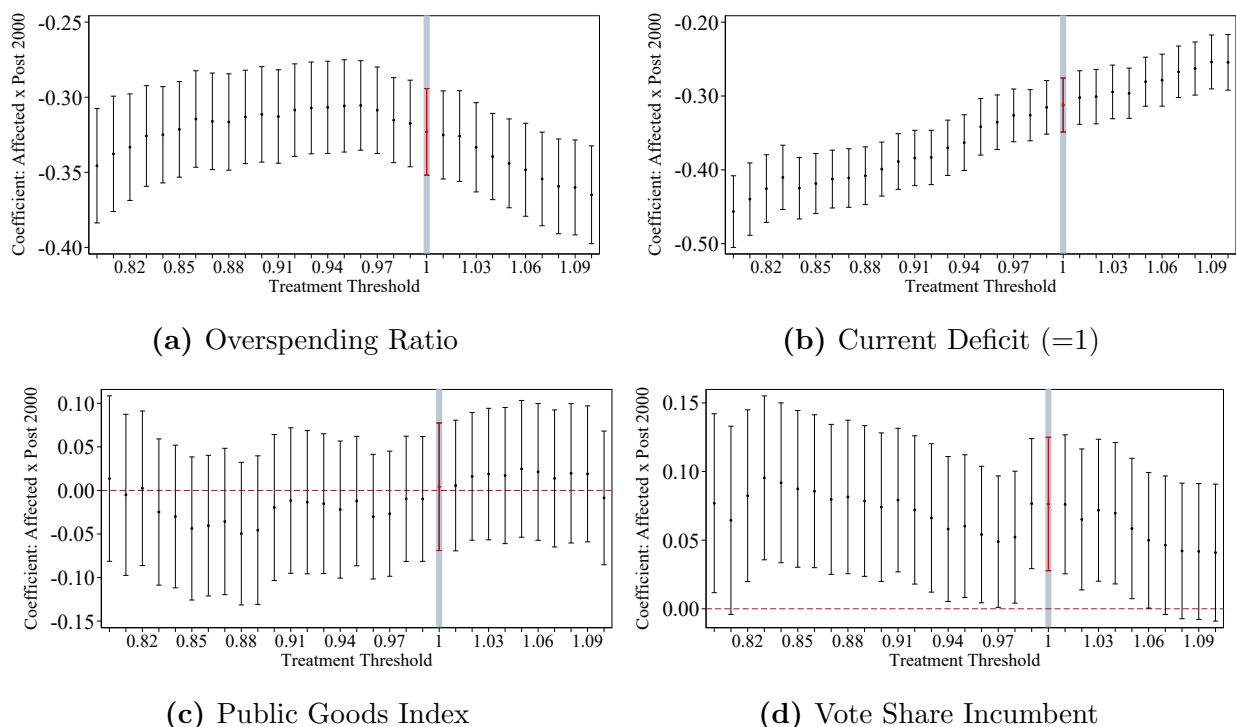 Coefficient: Affected x Post 2000
-0.25
-0.30
-0.35
-0.40
0.82 0.85 0.88 0.91 0.94 0.97 1 1.03 1.06 1.09
Treatment Threshold
(a) Overspending Ratio
Coefficient: Affected x Post 2000
-0.20
-0.30
-0.40
-0.50
0.82 0.85 0.88 0.91 0.94 0.97 1 1.03 1.06 1.09
Treatment Threshold
(b) Current Deficit (=1)
Coefficient: Affected x Post 2000
0.10
0.05
0.00
-0.05
-0.10
-0.15
0.82 0.85 0.88 0.91 0.94 0.97 1 1.03 1.06 1.09
Treatment Threshold
(c) Public Goods Index
Coefficient: Affected x Post 2000
0.15
0.10
0.05
0.00
0.82 0.85 0.88 0.91 0.94 0.97 1 1.03 1.06 1.09
Treatment Threshold
(d) Vote Share Incumbent